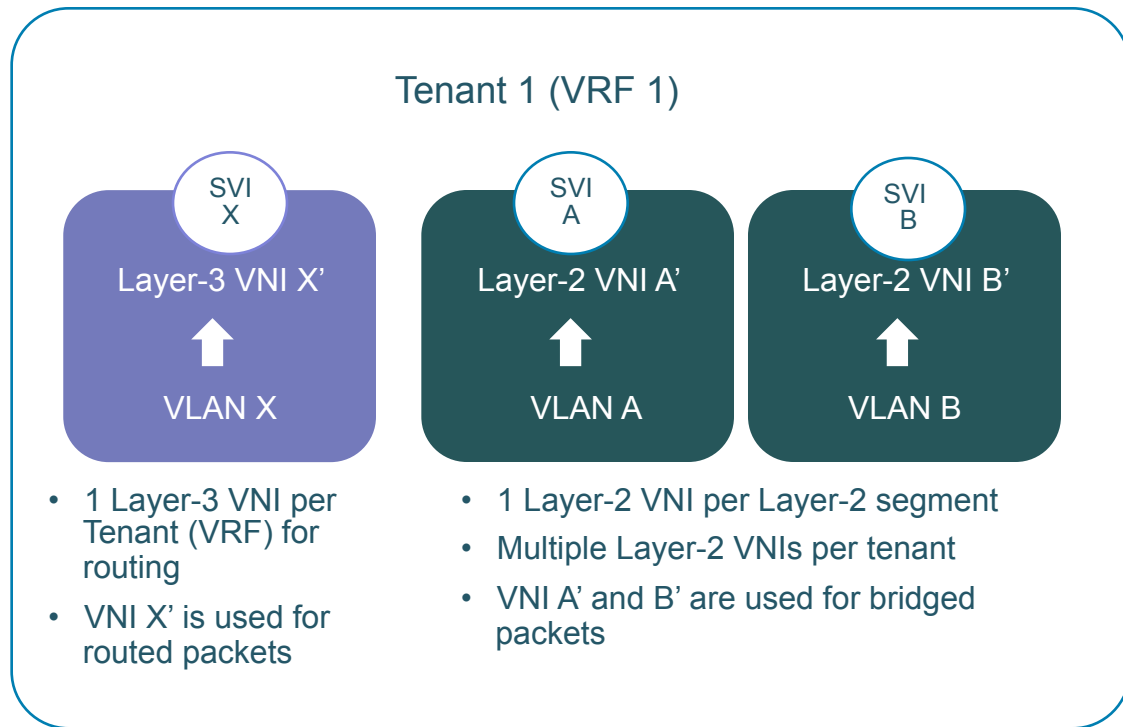 Tenant 1 (VRF 1)
SVI
X
Layer-3 VNI X’
VLAN X
SVI
A
Layer-2 VNI A’
VLAN A
SVI
B
Layer-2 VNI B’
VLAN B
• 1 Layer-3 VNI per
Tenant (VRF) for
routing
• VNI X’ is used for
routed packets
• 1 Layer-2 VNI per Layer-2 segment
• Multiple Layer-2 VNIs per tenant
• VNI A’ and B’ are used for bridged
packets